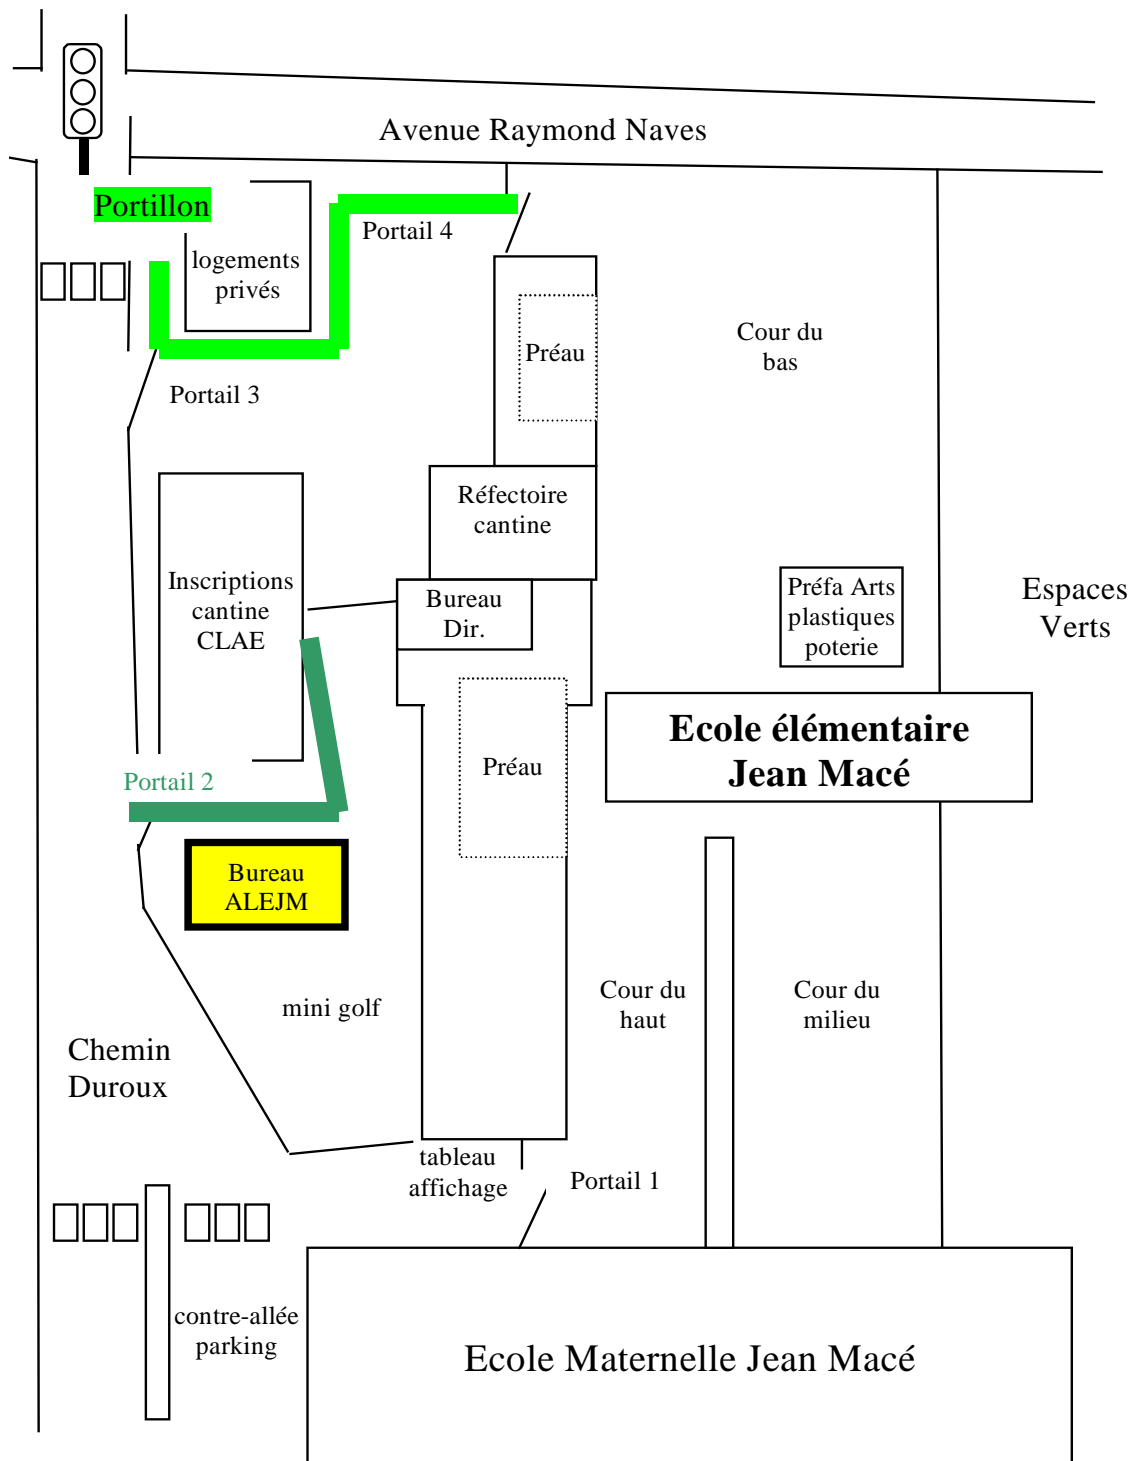 Avenue Raymond Naves
Portillon
Portail 4
logements
privés
Préau
Cour du
bas
Portail 3
Réfectoire
cantine
Inscriptions
cantine
CLAE
Bureau
Dir.
Préfa Arts
plastiques
poterie
Espaces
Verts
Ecole élémentaire
Jean Macé
Préau
Portail 2
Bureau
ALEJM
mini golf
Cour du
haut
Cour du
milieu
Chemin
Duroux
tableau
affichage
Portail 1
contre-allée
parking
Ecole Maternelle Jean Macé